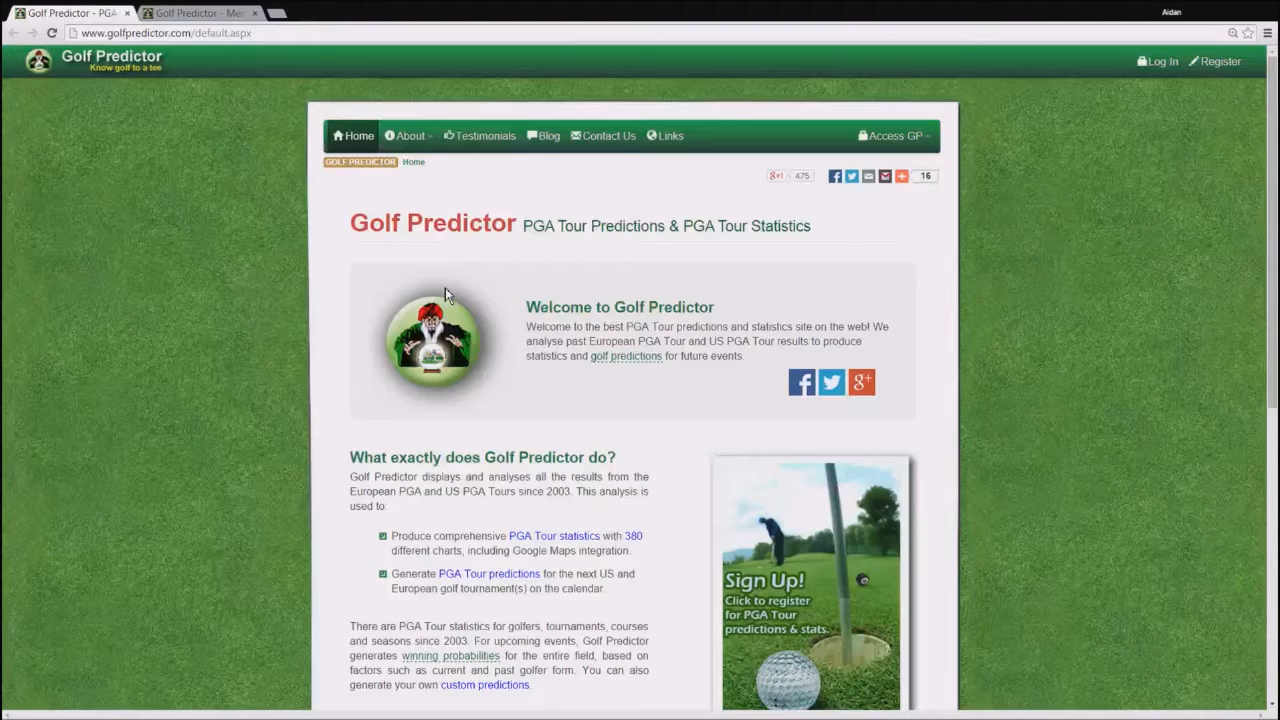 Golf Predictor - PGA
Golf Predictor - Mem
Aidan
www.golfpredictor.com/default.aspx
Golf Predictor
Know golf to a tee
Log In
Register
Home
About
Testimonials
Blog
Contact Us
Links
Access GP
GOLF PREDICTOR
Home
g+1
475
16
Golf Predictor PGA Tour Predictions & PGA Tour Statistics
Welcome to Golf Predictor
Welcome to the best PGA Tour predictions and statistics site on the web! We
analyse past European PGA Tour and US PGA Tour results to produce
statistics and golf predictions for future events.
What exactly does Golf Predictor do?
Golf Predictor displays and analyses all the results from the
European PGA and US PGA Tours since 2003. This analysis is
used to:
Produce comprehensive PGA Tour statistics with 380
different charts, including Google Maps integration.
Generate PGA Tour predictions for the next US and
European golf tournament(s) on the calendar.
There are PGA Tour statistics for golfers, tournaments, courses
and seasons since 2003. For upcoming events, Golf Predictor
generates winning probabilities for the entire field, based on
factors such as current and past golfer form. You can also
generate your own custom predictions.
Sign Up!
Click to register
for PGA Tour
predictions & stats.